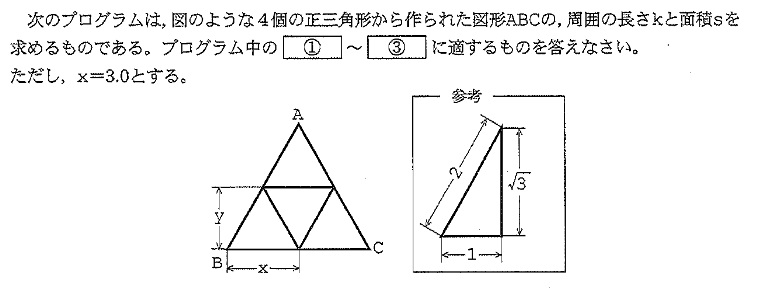 次のプログラムは,図のような4個の正三角形から作られた図形ABCの,周囲の長さkと面積sを
求めるものである。プログラム中の ① ～ ③ に適するものを答えなさい。
ただし, x=3.0とする。
参考
A
2
√3
y
B
x
C
1